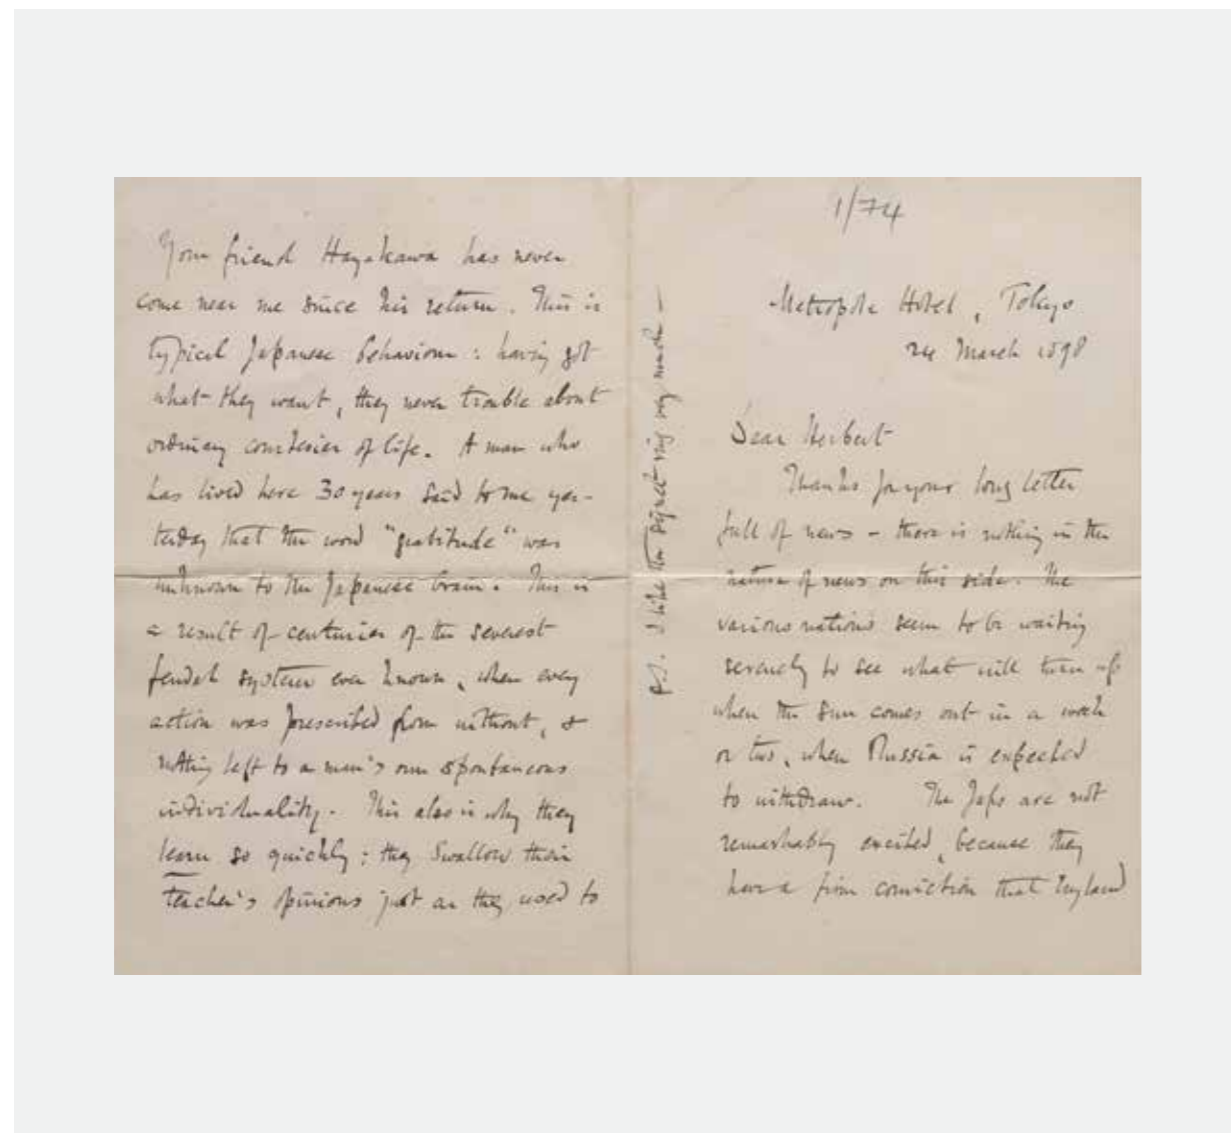 Your friend Hayakawa has never
come near me since his return. This is
typical Japanese behaviour : having got
what they want, they never trouble about
ordinary courtesies of life. A man who
has lived here 30 years said to me yes-
terday that the word "gratitude" was
unknown to the Japanese brain. This is
a result of centuries of the severest
feudal system ever known, when every
action was prescribed from without, &
nothing left to a man's own spontaneous
individuality. This also is why they
learn so quickly : they swallow their
teacher's opinions just as they used to
P.S. I like the signet ring very much —
1/74
Metropole Hotel, Tokyo
24 March 1898
Dear Herbert
Thanks for your long letter
full of news - there is nothing in the
nature of news on this side. The
various nations seem to be waiting
serenely to see what will turn up
when the sun comes out in a week
or two, when Russia is expected
to withdraw. The Japs are not
remarkably excited, because they
have a firm conviction that England